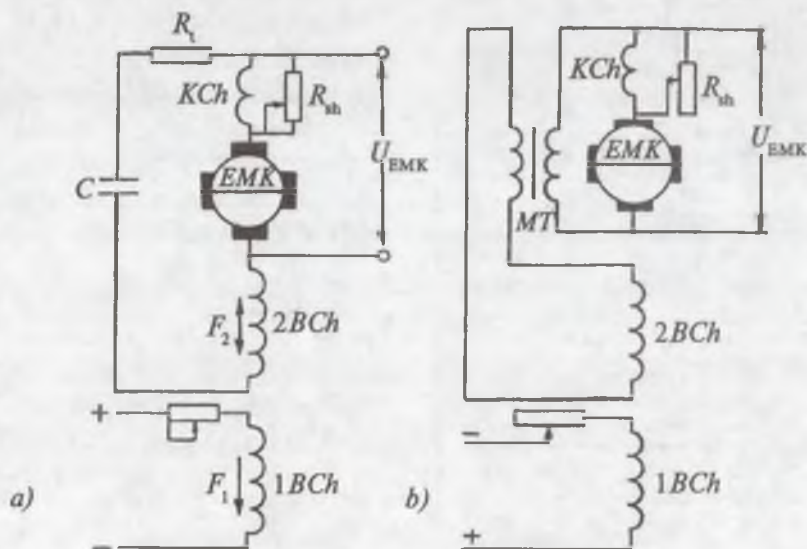 R_t
KCh
R_sh
EMK
U_EMK
C
F_2
2BCh
+
F_1
1BCh
a)
–
KCh
R_sh
EMK
U_EMK
MT
2BCh
–
1BCh
b)
+